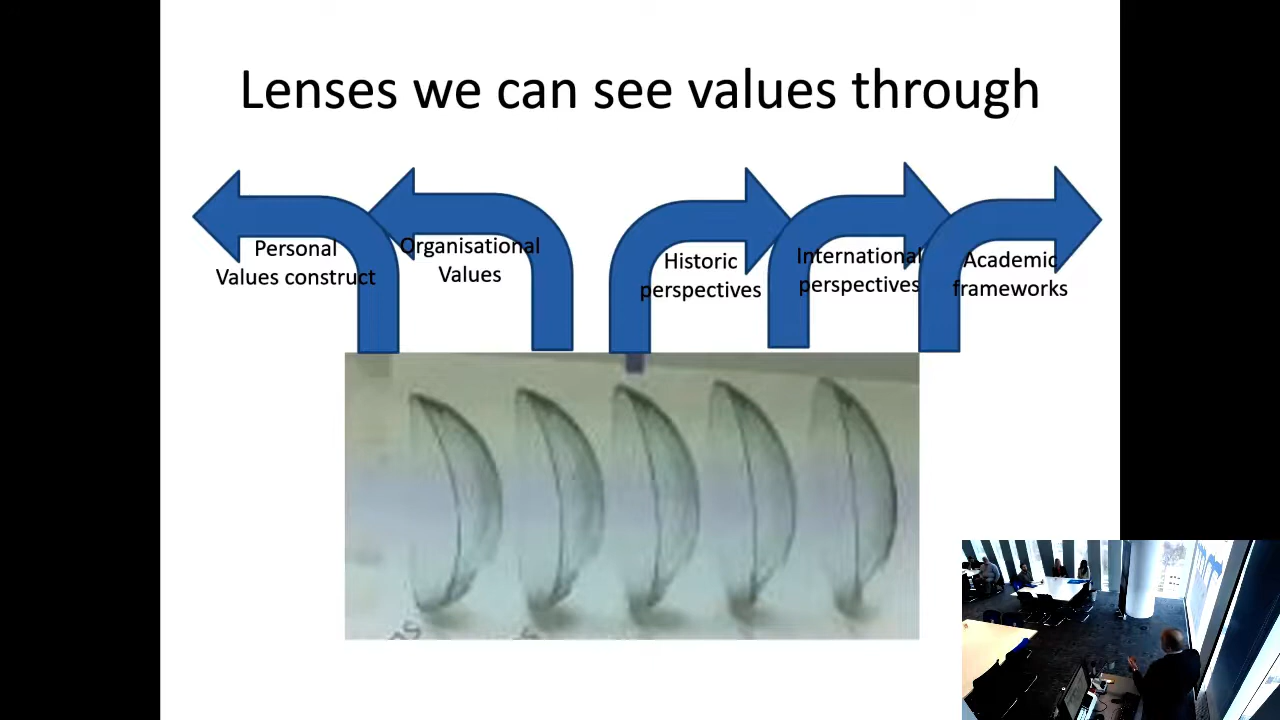 Lenses we can see values through
Personal
Values construct
Organisational
Values
Historic
perspectives
International
perspectives
Academic
frameworks